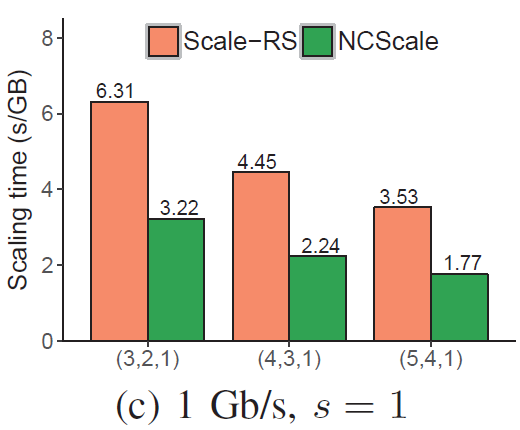 Scaling time (s/GB)
8
6
4
2
0
Scale−RS NCScale
6.31
3.22
4.45
2.24
3.53
1.77
(3,2,1) (4,3,1) (5,4,1)
(c) 1 Gb/s, s = 1